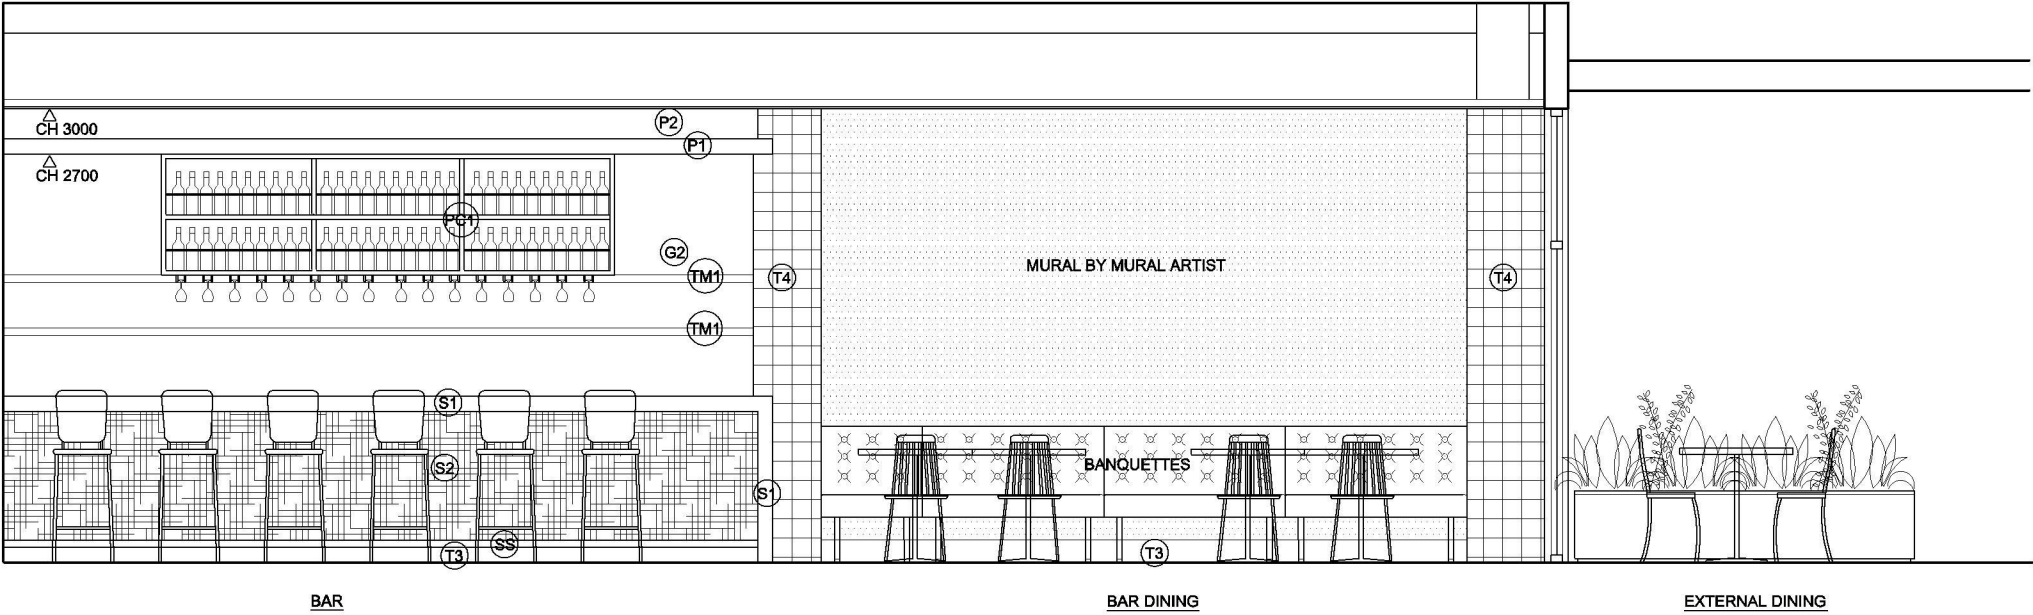 CH 3000
P2
P1
CH 2700
PC1
G2
TM1
T4
MURAL BY MURAL ARTIST
T4
TM1
S1
S2
BANQUETTES
S1
SS
T3
T3
BAR
BAR DINING
EXTERNAL DINING